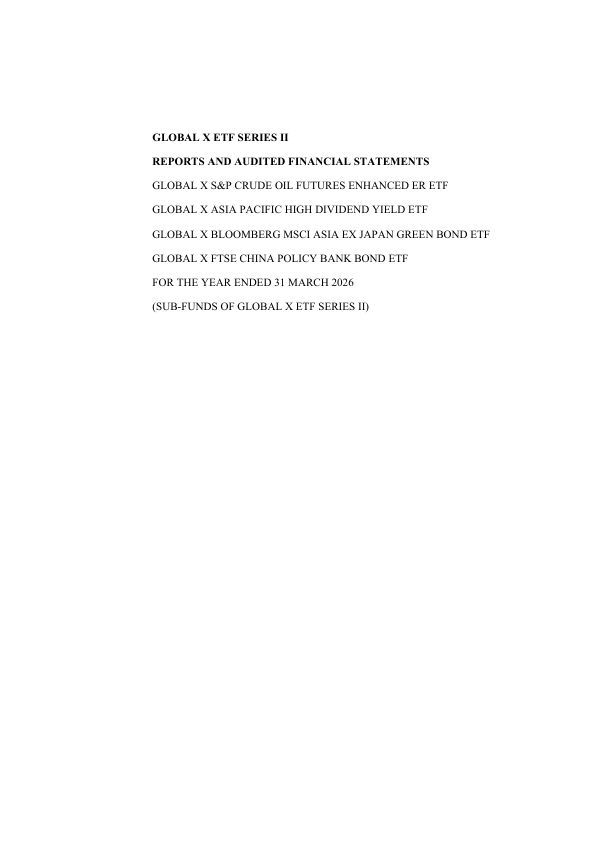 GLOBAL X ETF SERIES II
REPORTS AND AUDITED FINANCIAL STATEMENTS
GLOBAL X S&P CRUDE OIL FUTURES ENHANCED ER ETF
GLOBAL X ASIA PACIFIC HIGH DIVIDEND YIELD ETF
GLOBAL X BLOOMBERG MSCI ASIA EX JAPAN GREEN BOND ETF
GLOBAL X FTSE CHINA POLICY BANK BOND ETF
FOR THE YEAR ENDED 31 MARCH 2026
(SUB-FUNDS OF GLOBAL X ETF SERIES II)